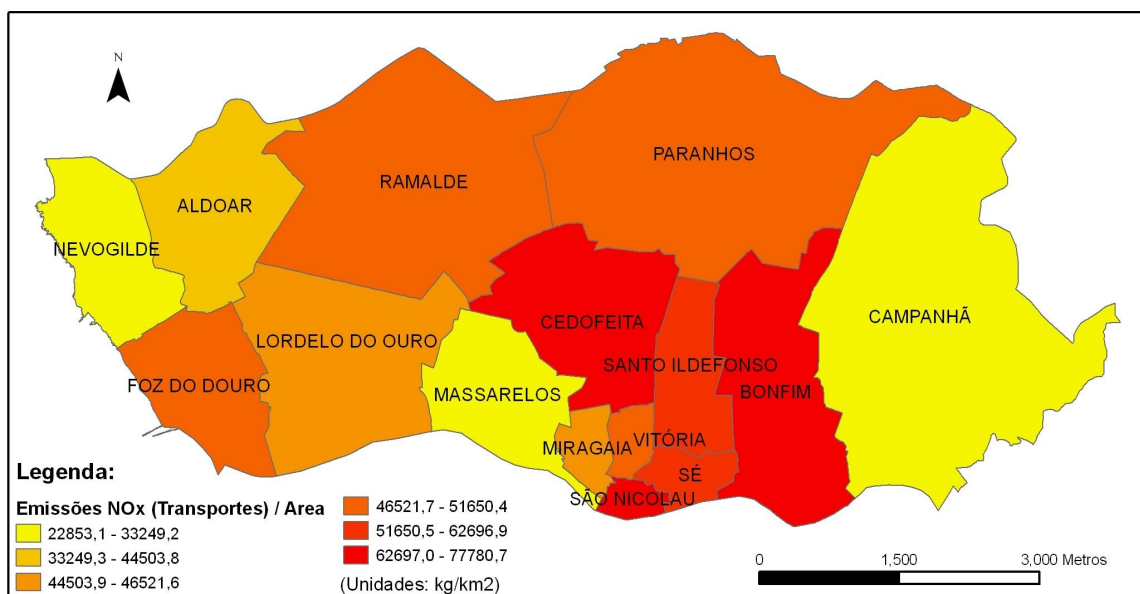 N
PARANHOS
RAMALDE
ALDOAR
NEVOGILDE
CAMPANHÃ
CEDOFEITA
LORDELO DO OURO
SANTO ILDEFONSO
FOZ DO DOURO
MASSARELOS
BONFIM
MIRAGAIA
VITÓRIA
SÉ
SÃO NICOLAU
Legenda:
Emissões NOx (Transportes) / Area
22853,1 - 33249,2
33249,3 - 44503,8
44503,9 - 46521,6
46521,7 - 51650,4
51650,5 - 62696,9
62697,0 - 77780,7
(Unidades: kg/km2)
0 1,500 3,000 Metros